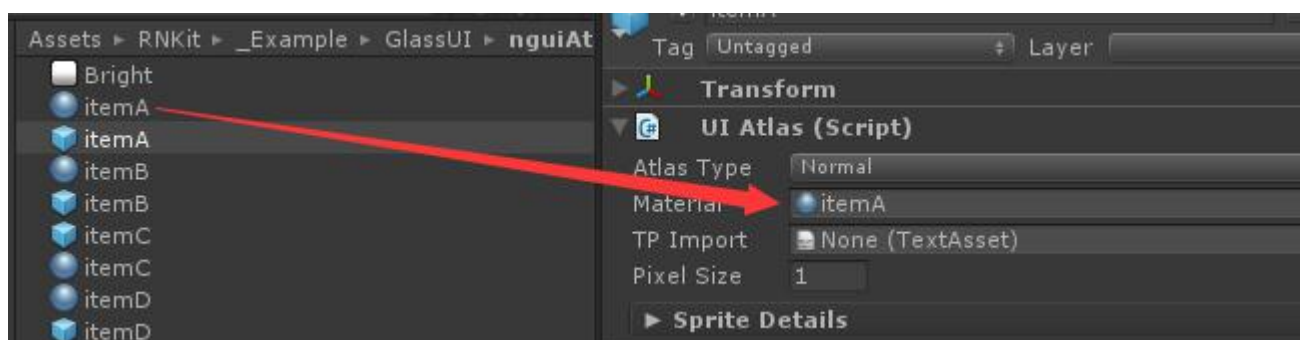 Assets ▸ RNKit ▸ _Example ▸ GlassUI ▸ nguiAt
Bright
itemA
itemA
itemB
itemB
itemC
itemC
itemD
itemD
itemA
Tag Untagged Layer
Transform
UI Atlas (Script)
Atlas Type Normal
Material itemA
TP Import None (TextAsset)
Pixel Size 1
Sprite Details